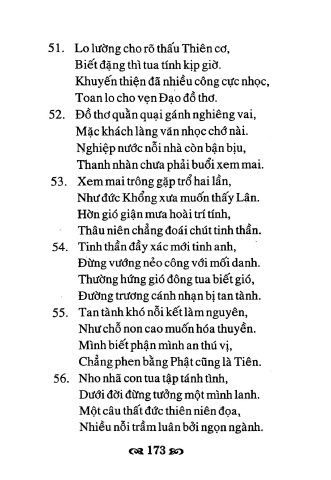 51. Lo lường cho rõ thấu Thiên cơ,
Biết đặng thì tua tính kịp giờ.
Khuyến thiện đã nhiều công cực nhọc,
Toan lo cho vẹn Đạo đồ thơ.
52. Đồ thơ quằn quại gánh nghiêng vai,
Mặc khách làng văn nhọc chớ nài.
Nghiệp nước nỗi nhà còn bận bịu,
Thanh nhàn chưa phải buổi xem mai.
53. Xem mai trông gặp trổ hai lần,
Như đức Khổng xưa muốn thấy Lân.
Hờn gió giận mưa hoài trí tính,
Thâu niên chẳng đoái chút tinh thần.
54. Tinh thần đầy xác mới tinh anh,
Đừng vướng nẻo công với mối danh.
Thường hứng gió đông tua biết gió,
Đường trương cánh nhạn bị tan tành.
55. Tan tành khó nỗi kết làm nguyên,
Như chỗ non cao muốn hóa thuyền.
Mình biết phận mình an thú vị,
Chẳng phen bằng Phật cũng là Tiên.
56. Nho nhã con tua tập tánh tình,
Dưới đời đừng tưởng một mình lanh.
Một câu thất đức thiên niên đọa,
Nhiều nỗi trầm luân bởi ngọn ngành.
173